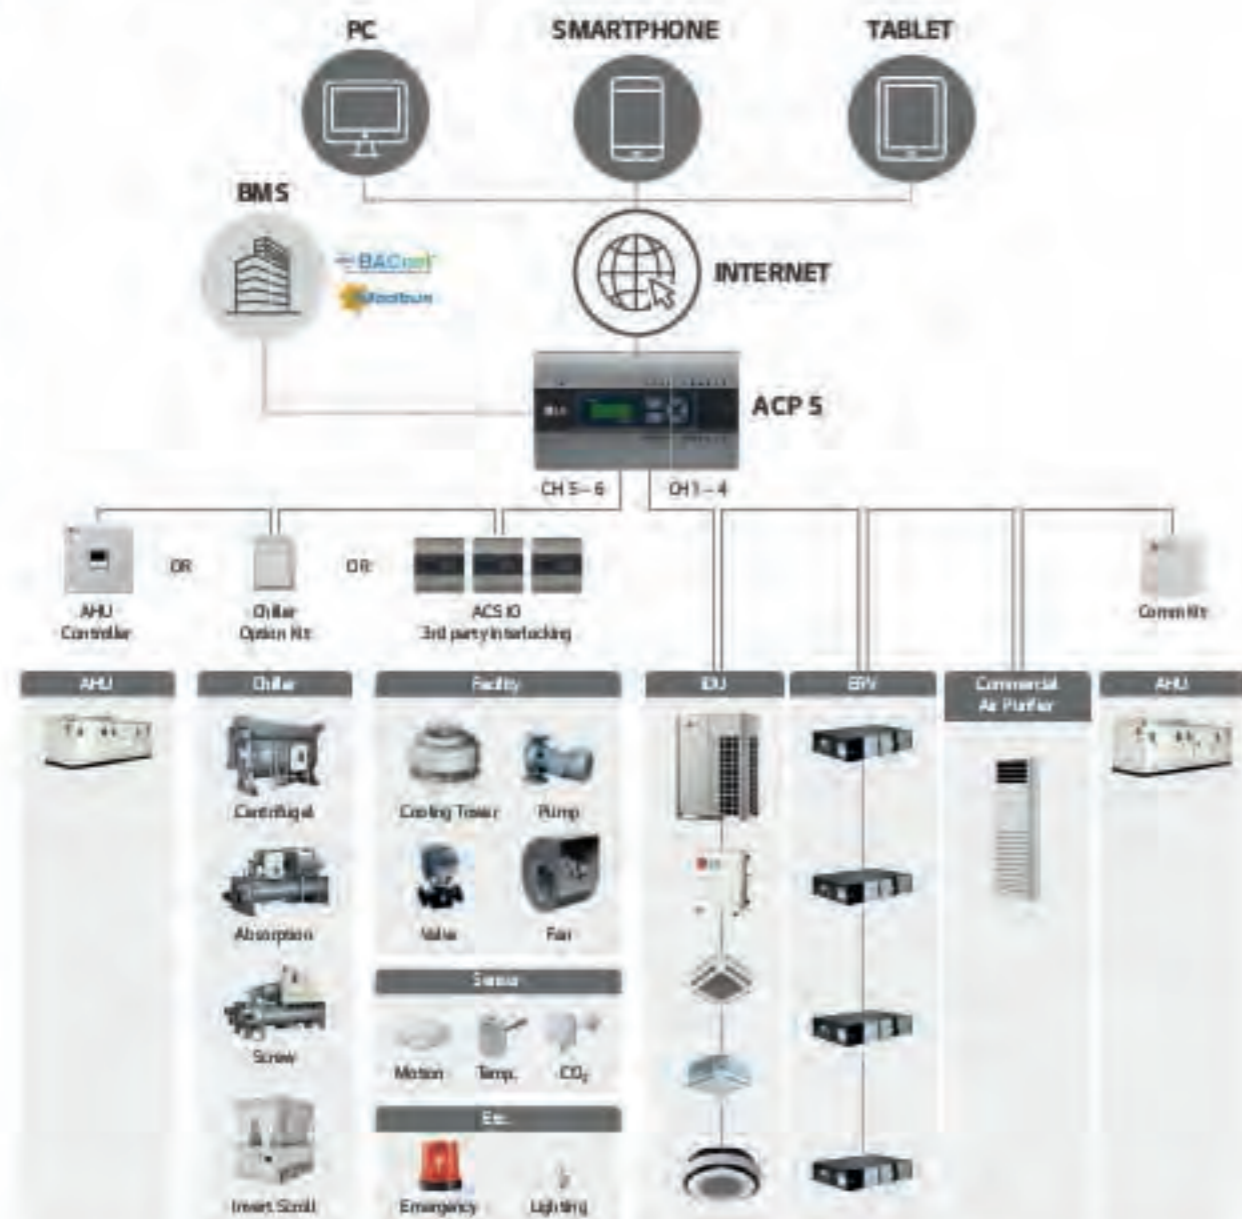 PC
SMARTPHONE
TABLET
BMS
BACnet
Modbus
INTERNET
ACP 5
CH 5 – 6
CH 1 – 4
OR
OR
AHU
Controller
Chiller
Option Kit
ACS IO
3rd party interlocking
Comm Kit
AHU
Chiller
Facility
IDU
ERV
Commercial
Air Purifier
AHU
Centrifugal
Cooling Tower
Pump
Absorption
Valve
Fan
Sensor
Screw
Motion
Temp.
CO₂
Etc.
Invert. Scroll
Emergency
Lighting